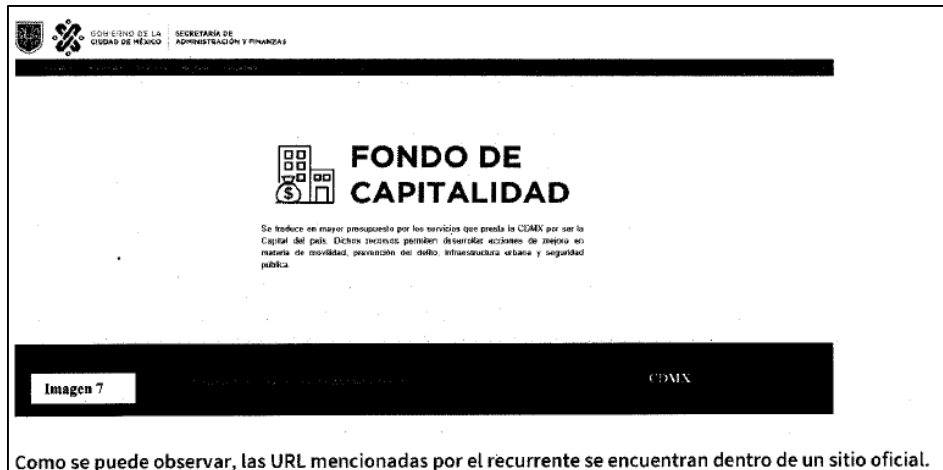 GOBIERNO DE LA
CIUDAD DE MÉXICO
SECRETARÍA DE
ADMINISTRACIÓN Y FINANZAS
FONDO DE
CAPITALIDAD
Se traduce en mayor presupuesto por los servicios que presta la CDMX por ser la
Capital del país. Dichos recursos permiten desarrollar acciones de mejora en
materia de movilidad, prevención del delito, infraestructura urbana y seguridad
pública.
Imagen 7
CDMX
Como se puede observar, las URL mencionadas por el recurrente se encuentran dentro de un sitio oficial.